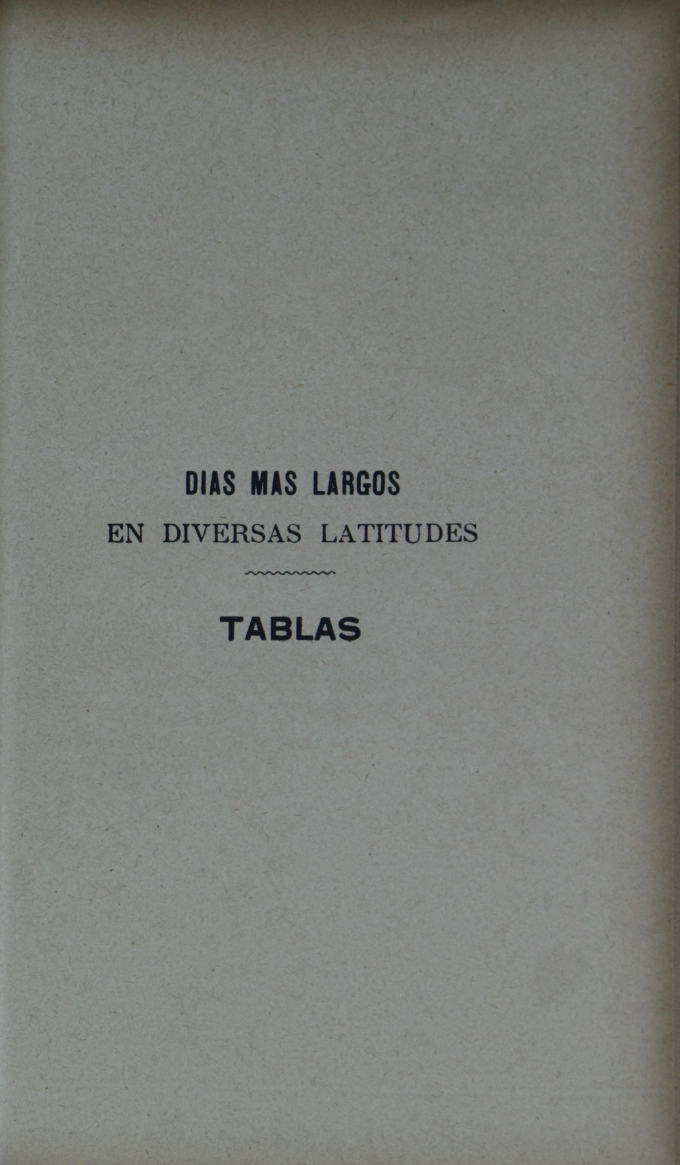 DIAS MAS LARGOS
EN DIVERSAS LATITUDES
TABLAS